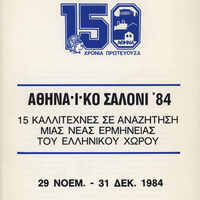 150
ΑΘΗΝΑ
ΧΡΟΝΙΑ ΠΡΩΤΕΥΟΥΣΑ
ΑΘΗΝΑ·Ι·ΚΟ ΣΑΛΟΝΙ '84
15 ΚΑΛΛΙΤΕΧΝΕΣ ΣΕ ΑΝΑΖΗΤΗΣΗ
ΜΙΑΣ ΝΕΑΣ ΕΡΜΗΝΕΙΑΣ
ΤΟΥ ΕΛΛΗΝΙΚΟΥ ΧΩΡΟΥ
29 ΝΟΕΜ. - 31 ΔΕΚ. 1984